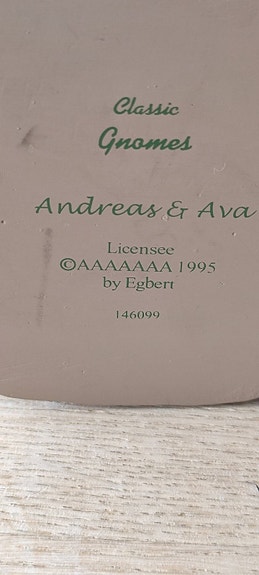 Classic
Gnomes
Andreas & Ava
Licensee
©AAAAAAA 1995
by Egbert
146099